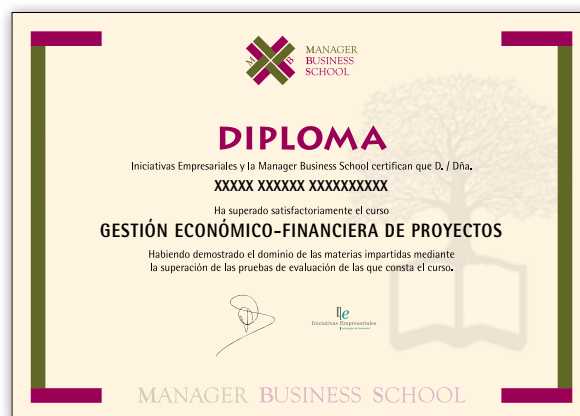 M B
MANAGER
BUSINESS
SCHOOL
DIPLOMA
Iniciativas Empresariales y la Manager Business School certifican que D. / Dña.
XXXXX XXXXXX XXXXXXXXXX
Ha superado satisfactoriamente el curso
GESTIÓN ECONÓMICO-FINANCIERA DE PROYECTOS
Habiendo demostrado el dominio de las materias impartidas mediante
la superación de las pruebas de evaluación de las que consta el curso.
Ie
Iniciativas Empresariales
MANAGER BUSINESS SCHOOL